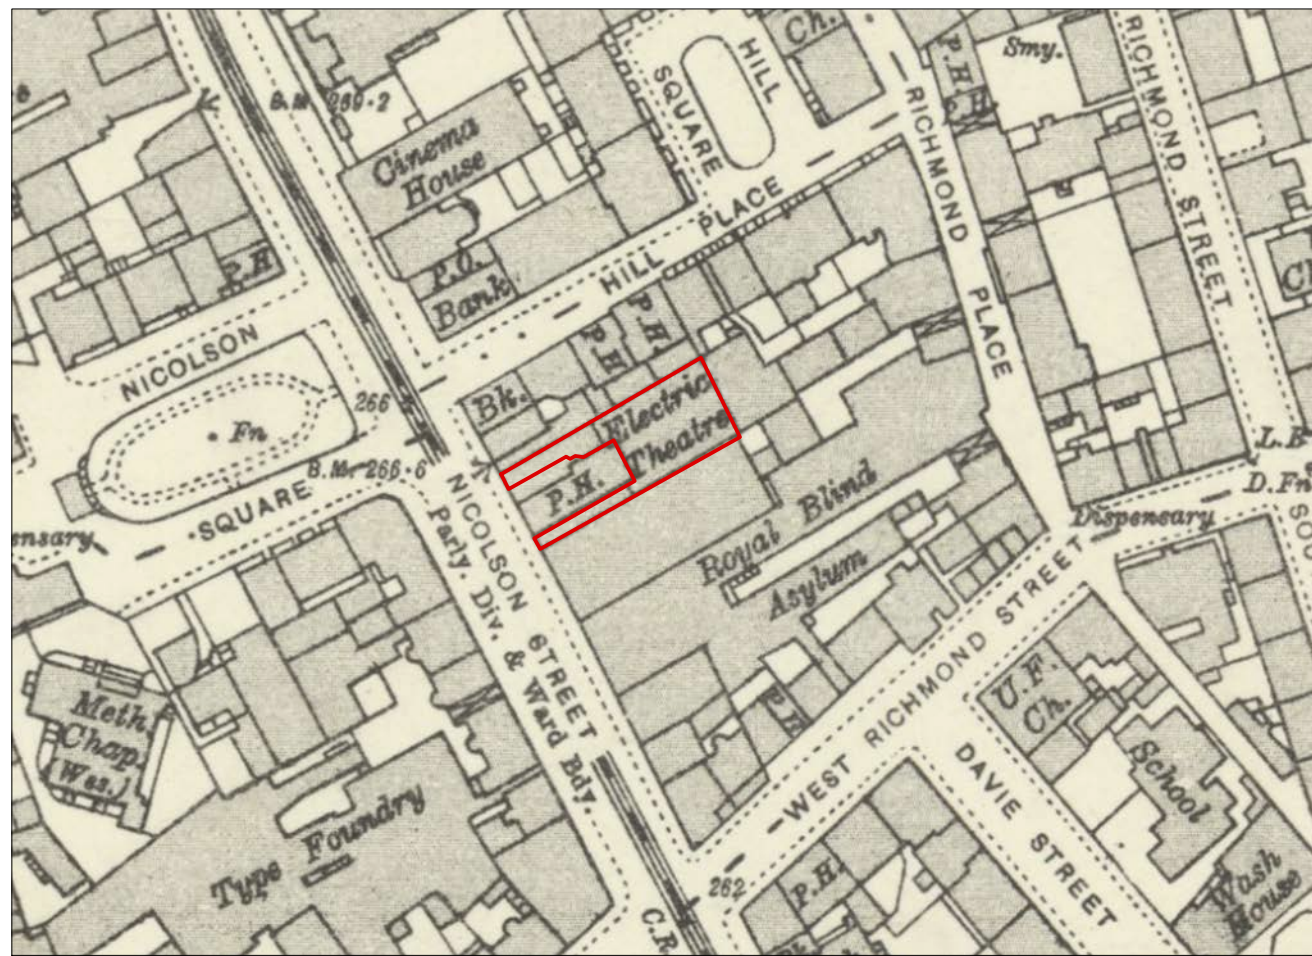 B.M. 269·2
Cinema
House
SQUARE
HILL
Ch.
P.H.
P.H.
Smy.
RICHMOND STREET
RICHMOND PLACE
P.H
P.O.
Bank
HILL PLACE
NICOLSON
266
Fn
B.M. 266·6
SQUARE
Bk.
P.H
P.H.
Electric
Theatre
P.H.
NICOLSON STREET
Parly. Div. & Ward Bdy.
Royal Blind
Asylum
L.B
D.Fn
Dispensary
Meth.
Chap.
(Wes.)
Type Foundry
P.H
WEST RICHMOND STREET
U.F.
Ch.
School
DAVIE STREET
Wash
House
262
P.H.
C.R.